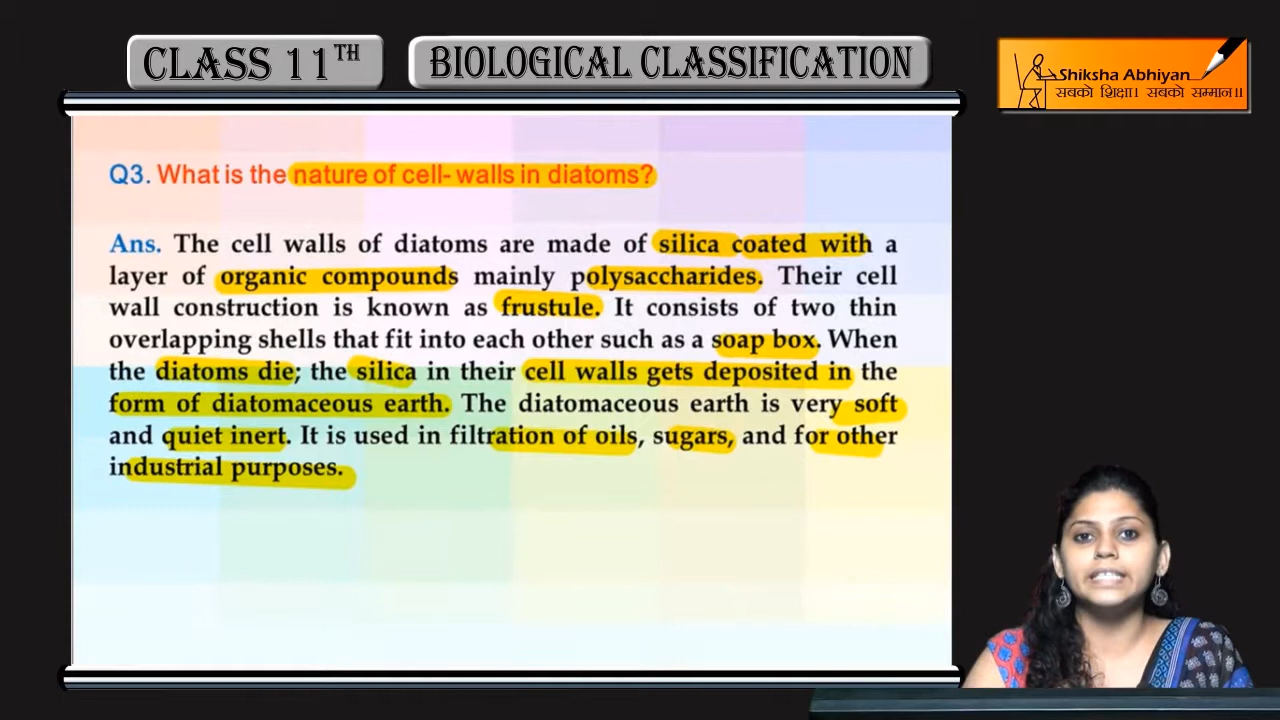 CLASS 11TH
BIOLOGICAL CLASSIFICATION
Shiksha Abhiyan
सबको शिक्षा। सबको सम्मान।।
Q3. What is the nature of cell- walls in diatoms?
Ans. The cell walls of diatoms are made of silica coated with a
layer of organic compounds mainly polysaccharides. Their cell
wall construction is known as frustule. It consists of two thin
overlapping shells that fit into each other such as a soap box. When
the diatoms die; the silica in their cell walls gets deposited in the
form of diatomaceous earth. The diatomaceous earth is very soft
and quiet inert. It is used in filtration of oils, sugars, and for other
industrial purposes.